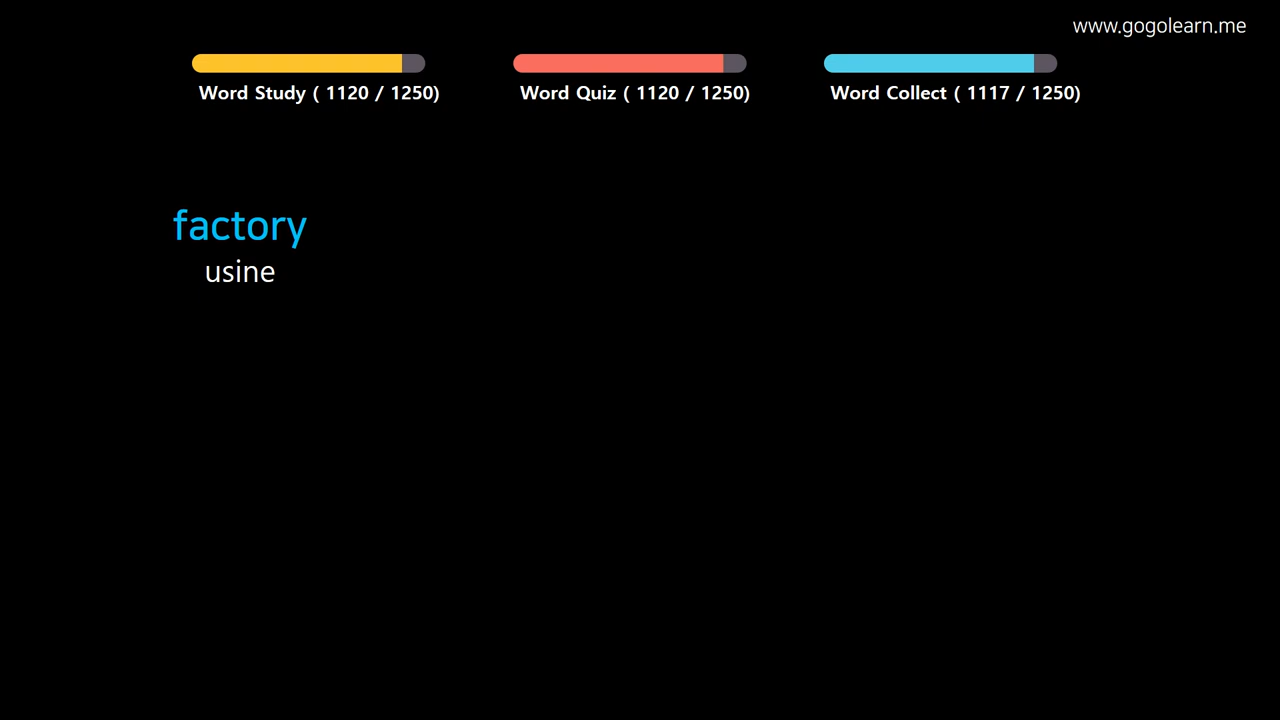 www.gogolearn.me
Word Study ( 1120 / 1250)
Word Quiz ( 1120 / 1250)
Word Collect ( 1117 / 1250)
factory
usine